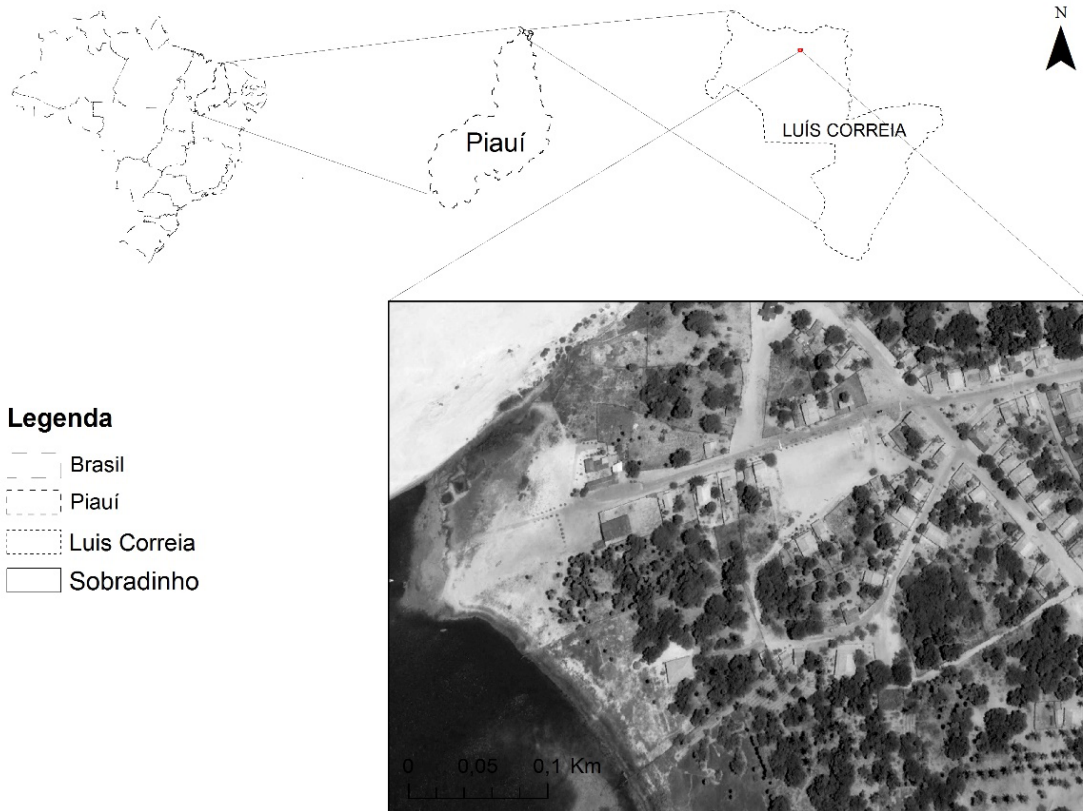 N
Piauí
LUÍS CORREIA
Legenda
Brasil
Piauí
Luis Correia
Sobradinho
0 0,05 0,1 Km